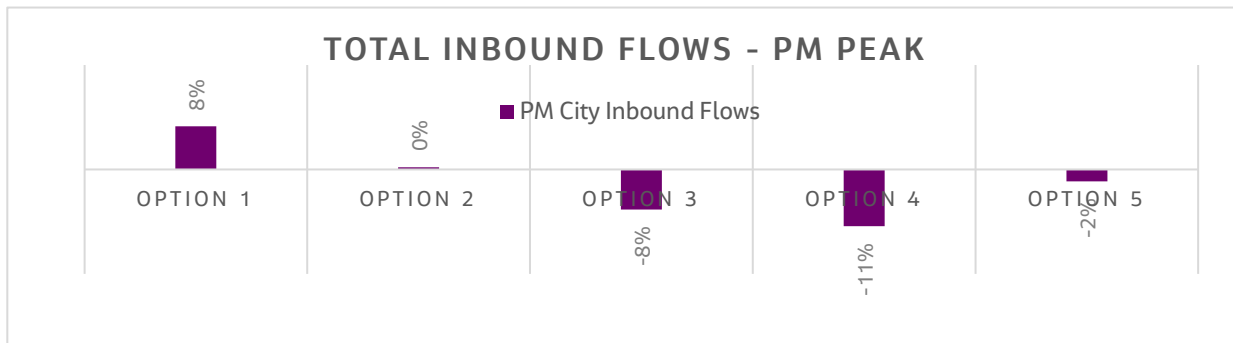 TOTAL INBOUND FLOWS - PM PEAK
PM City Inbound Flows
8%
0%
OPTION 1
OPTION 2
OPTION 3
OPTION 4
OPTION 5
-8%
-11%
-2%